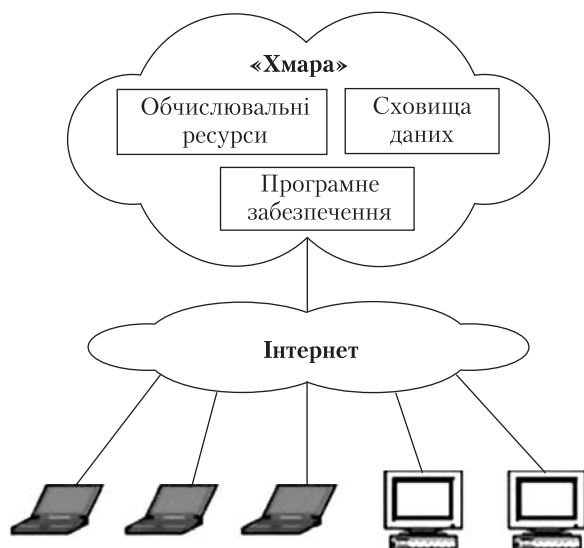 «Хмара»
Обчислювальні
ресурси
Сховища
даних
Програмне
забезпечення
Інтернет